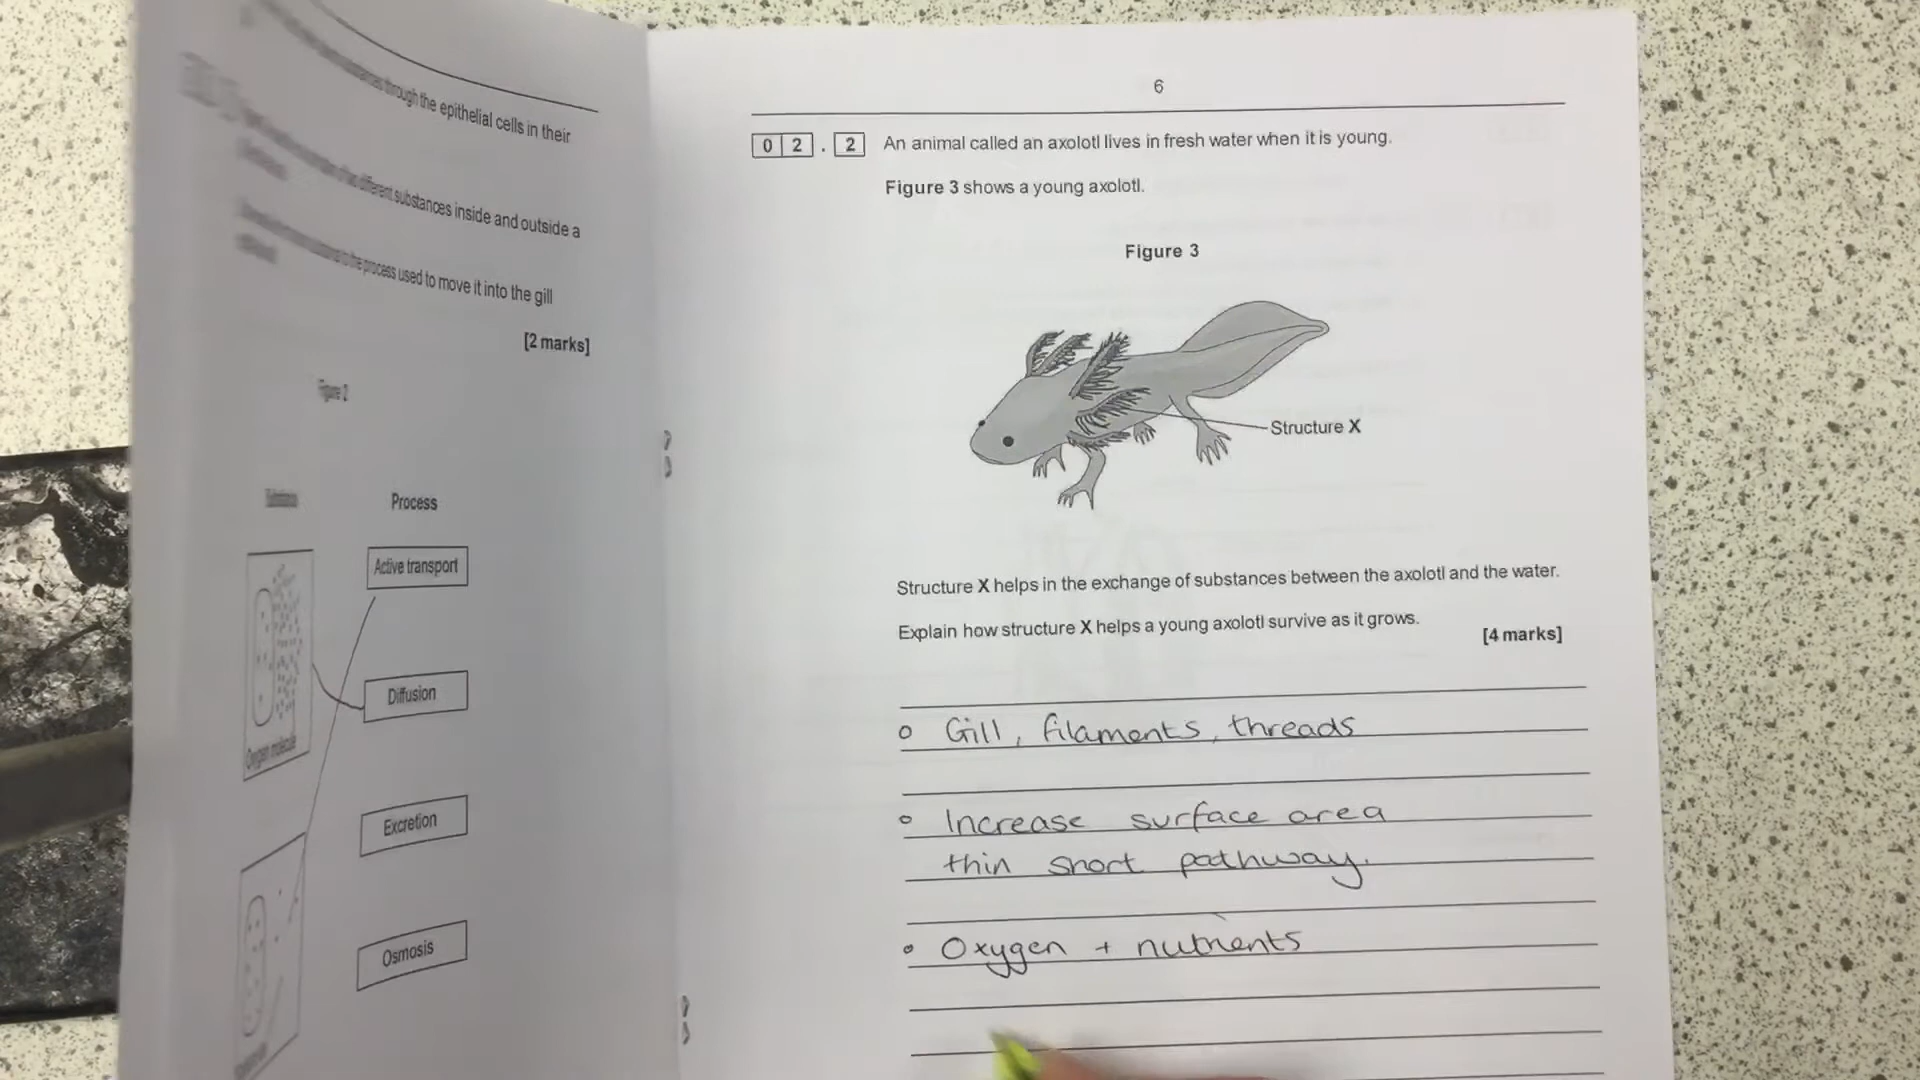 through the epithelial cells in their
different substances inside and outside a
the process used to move it into the gill
[2 marks]
Figure 2
Process
Active transport
Diffusion
Oxygen molecule
Excretion
Osmosis
6
02.2 An animal called an axolotl lives in fresh water when it is young.
Figure 3 shows a young axolotl.
Figure 3
Structure X
Structure X helps in the exchange of substances between the axolotl and the water.
Explain how structure X helps a young axolotl survive as it grows.
[4 marks]
Gill, filaments, threads
Increase surface area
thin short pathway.
Oxygen + nutrients